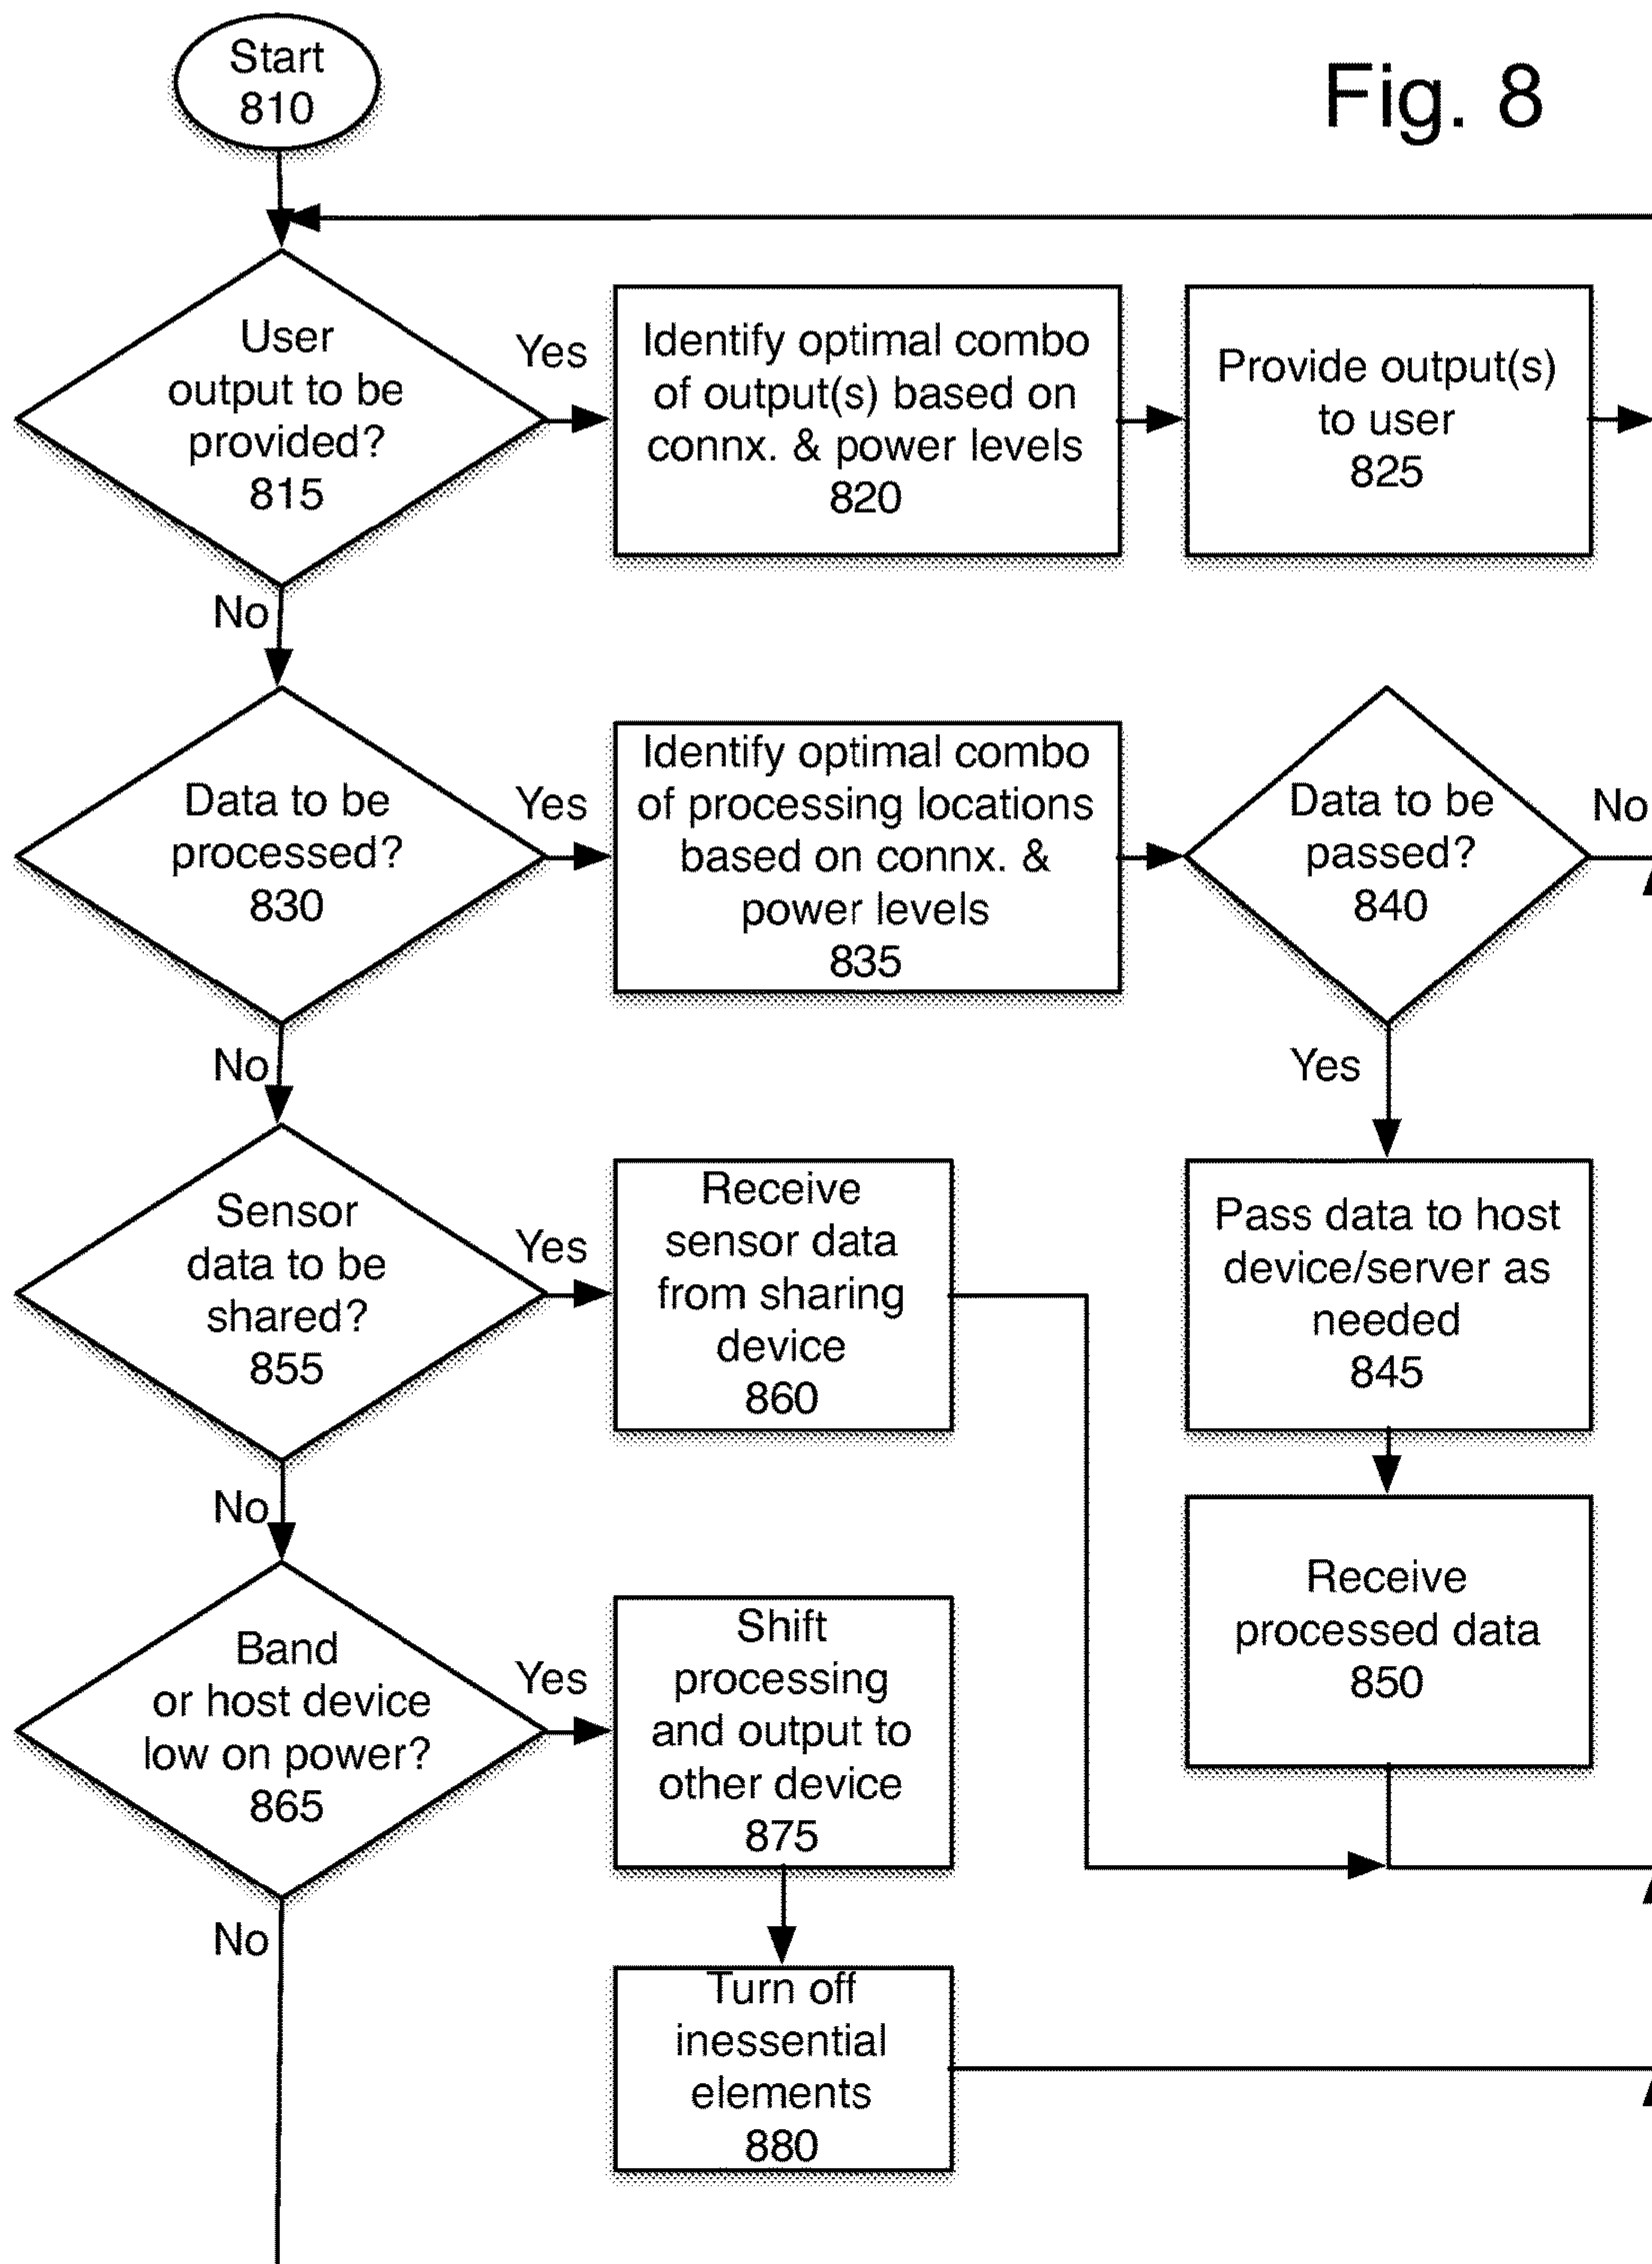 Start
810
Fig. 8
User
output to be
provided?
815
Yes
Identify optimal combo
of output(s) based on
connx. & power levels
820
Provide output(s)
to user
825
No
Data to be
processed?
830
Yes
Identify optimal combo
of processing locations
based on connx. &
power levels
835
Data to be
passed?
840
No
No
Yes
Sensor
data to be
shared?
855
Yes
Receive
sensor data
from sharing
device
860
Pass data to host
device/server as
needed
845
No
Receive
processed data
850
Band
or host device
low on power?
865
Yes
Shift
processing
and output to
other device
875
No
Turn off
inessential
elements
880